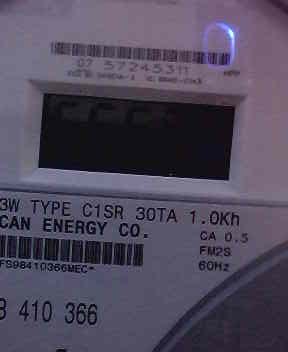 07 57245311
3W TYPE C1SR 30TA 1.0Kh
CAN ENERGY CO.
CA 0.5
FM2S
60Hz
FS98410366MEC*
8 410 366